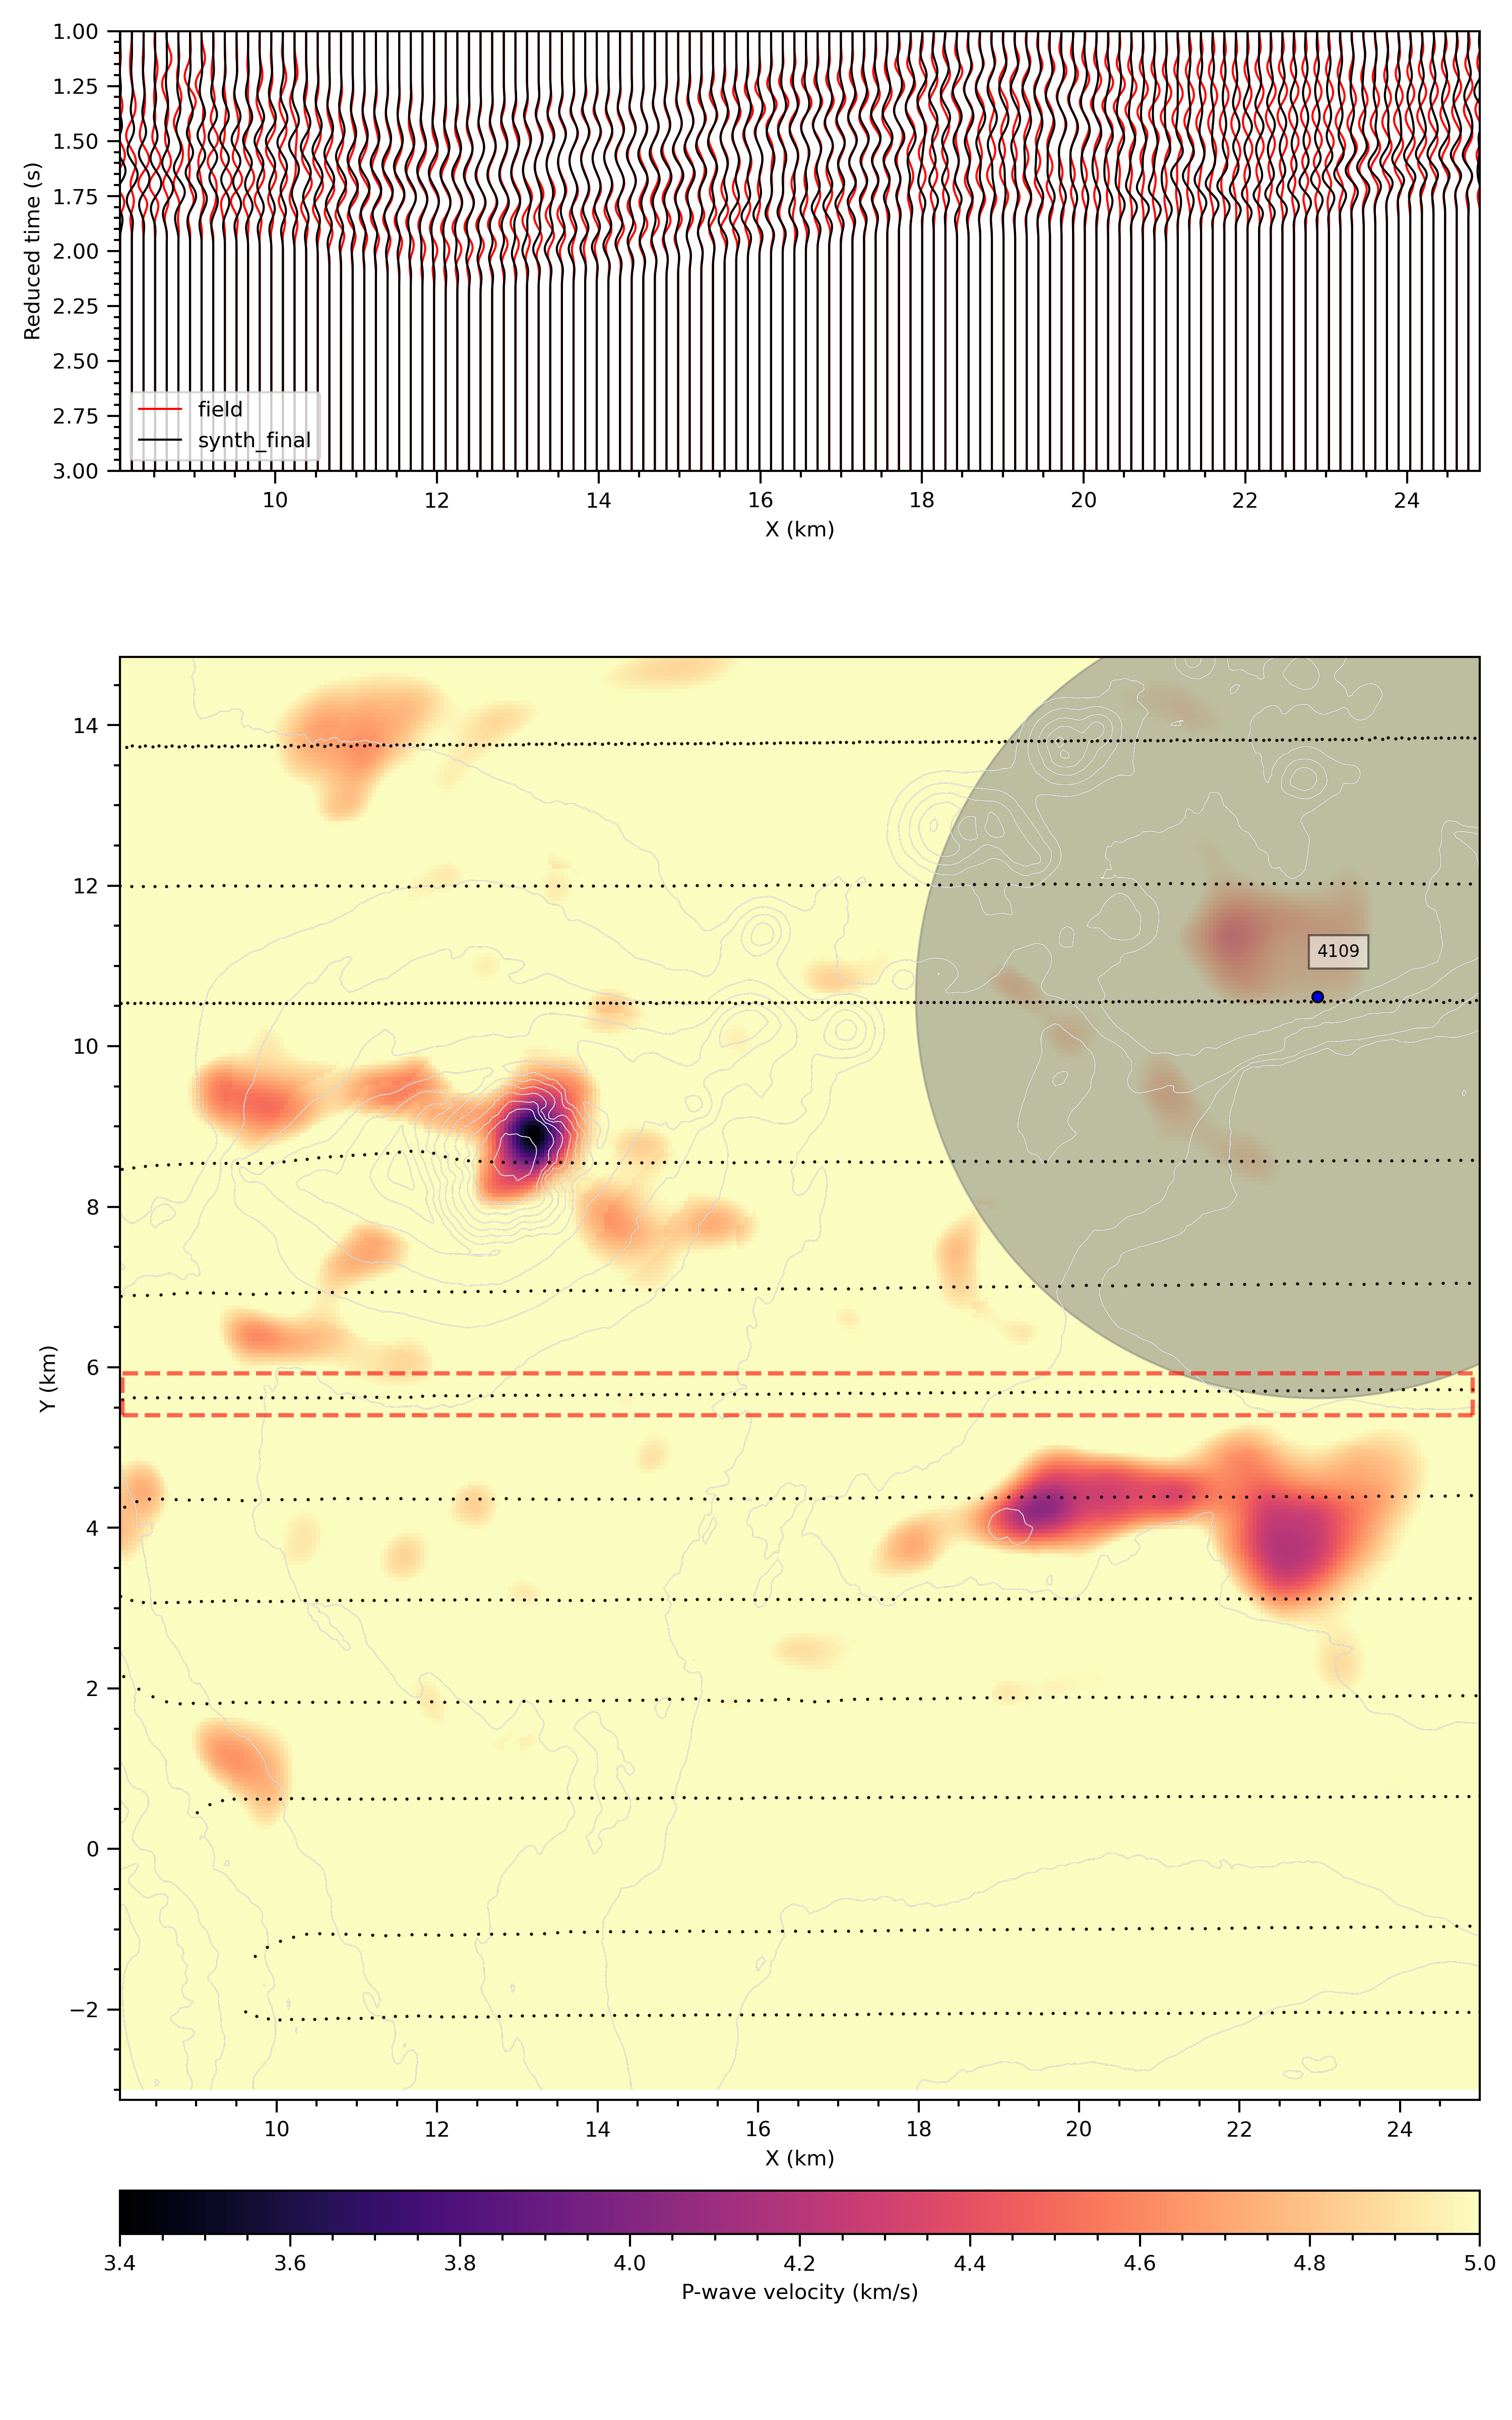 1.00
1.25
1.50
1.75
2.00
2.25
2.50
2.75
3.00
Reduced time (s)
field
synth_final
10 12 14 16 18 20 22 24
X (km)
14
12
10
8
6
4
2
0
−2
Y (km)
4109
10 12 14 16 18 20 22 24
X (km)
3.4 3.6 3.8 4.0 4.2 4.4 4.6 4.8 5.0
P-wave velocity (km/s)